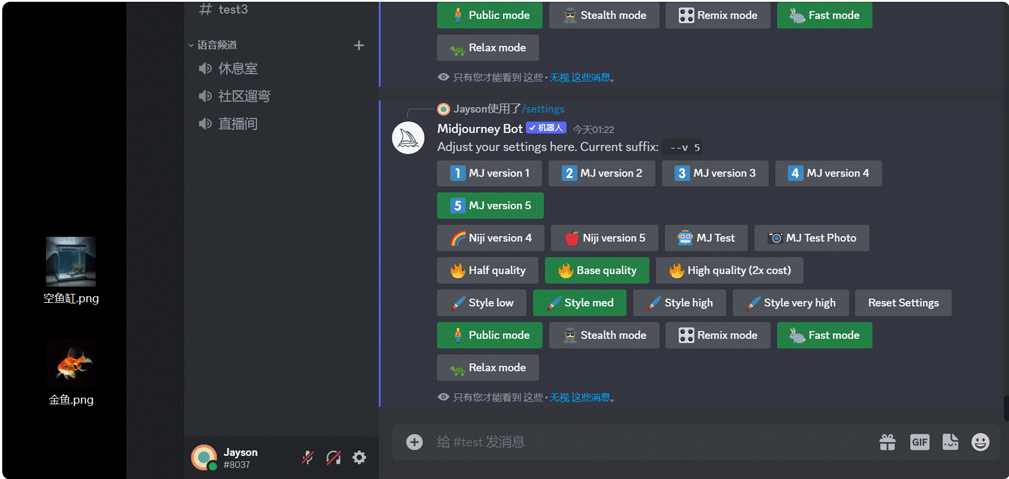 空鱼缸.png
金鱼.png
# test3
语音频道
休息室
社区遛弯
直播间
Jayson
#8037
Public mode Stealth mode Remix mode Fast mode
Relax mode
只有您才能看到 这些 • 无视 这些消息。
Jayson使用了/settings
Midjourney Bot ✓ 机器人 今天01:22
Adjust your settings here. Current suffix: --v 5
1 MJ version 1 2 MJ version 2 3 MJ version 3 4 MJ version 4
5 MJ version 5
Niji version 4 Niji version 5 MJ Test MJ Test Photo
Half quality Base quality High quality (2x cost)
Style low Style med Style high Style very high Reset Settings
Public mode Stealth mode Remix mode Fast mode
Relax mode
只有您才能看到 这些 • 无视 这些消息。
给 #test 发消息
GIF